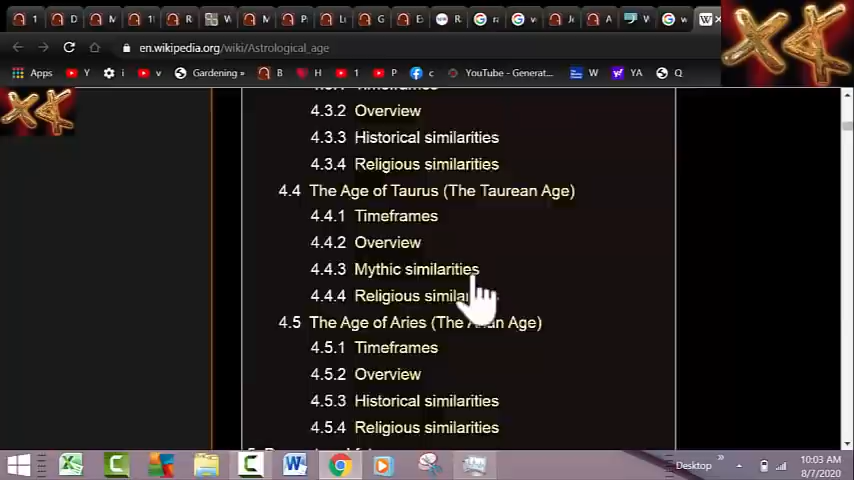 D
D
M
1
R
W
M
P
L
G
E
R
ra
w
J
A
W
w
en.wikipedia.org/wiki/Astrological_age
Apps
Y
i
v
Gardening »
B
H
1
P
c
YouTube - Generat...
W
YA
Q
4.3.2 Overview
4.3.3 Historical similarities
4.3.4 Religious similarities
4.4 The Age of Taurus (The Taurean Age)
4.4.1 Timeframes
4.4.2 Overview
4.4.3 Mythic similarities
4.4.4 Religious
4.5 The Age of Aries (The Age)
4.5.1 Timeframes
4.5.2 Overview
4.5.3 Historical similarities
4.5.4 Religious similarities
Desktop
10:03 AM
8/7/2020